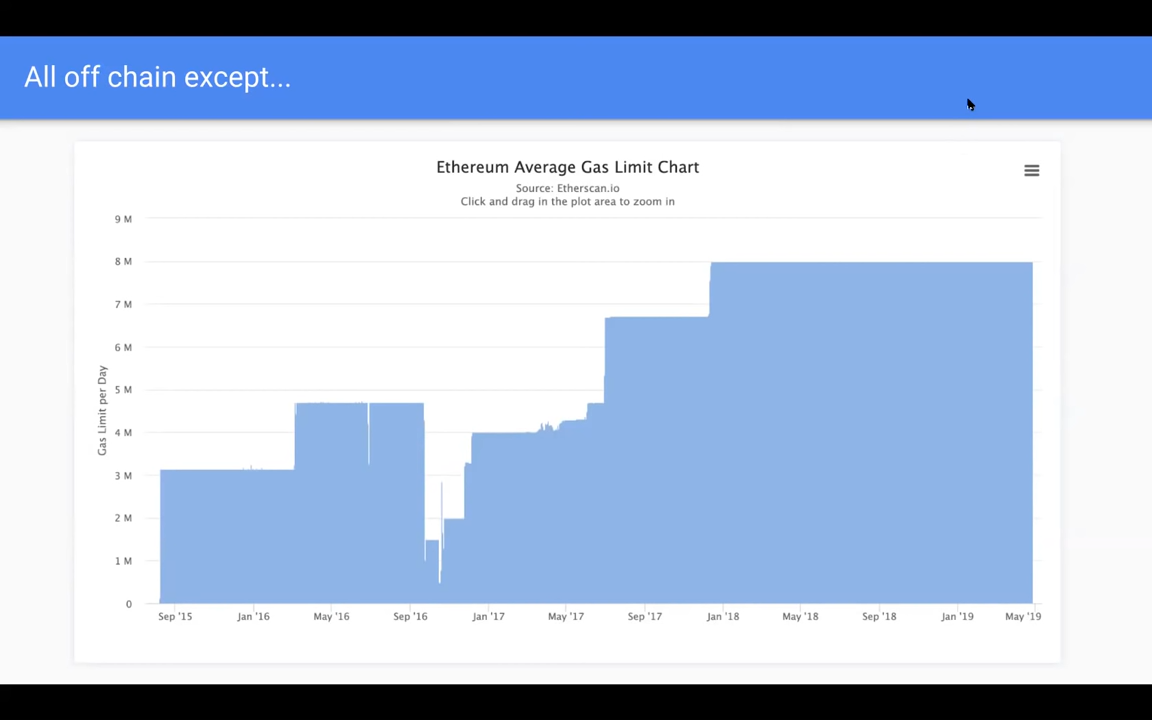 All off chain except...
Ethereum Average Gas Limit Chart
Source: Etherscan.io
Click and drag in the plot area to zoom in
Gas Limit per Day
9 M
8 M
7 M
6 M
5 M
4 M
3 M
2 M
1 M
0
Sep '15 Jan '16 May '16 Sep '16 Jan '17 May '17 Sep '17 Jan '18 May '18 Sep '18 Jan '19 May '19